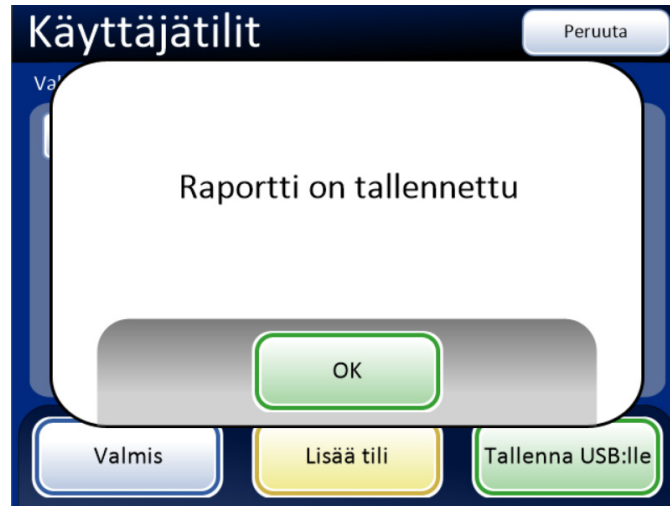 Käyttäjätilit
Peruuta
Raportti on tallennettu
OK
Valmis
Lisää tili
Tallenna USB:lle